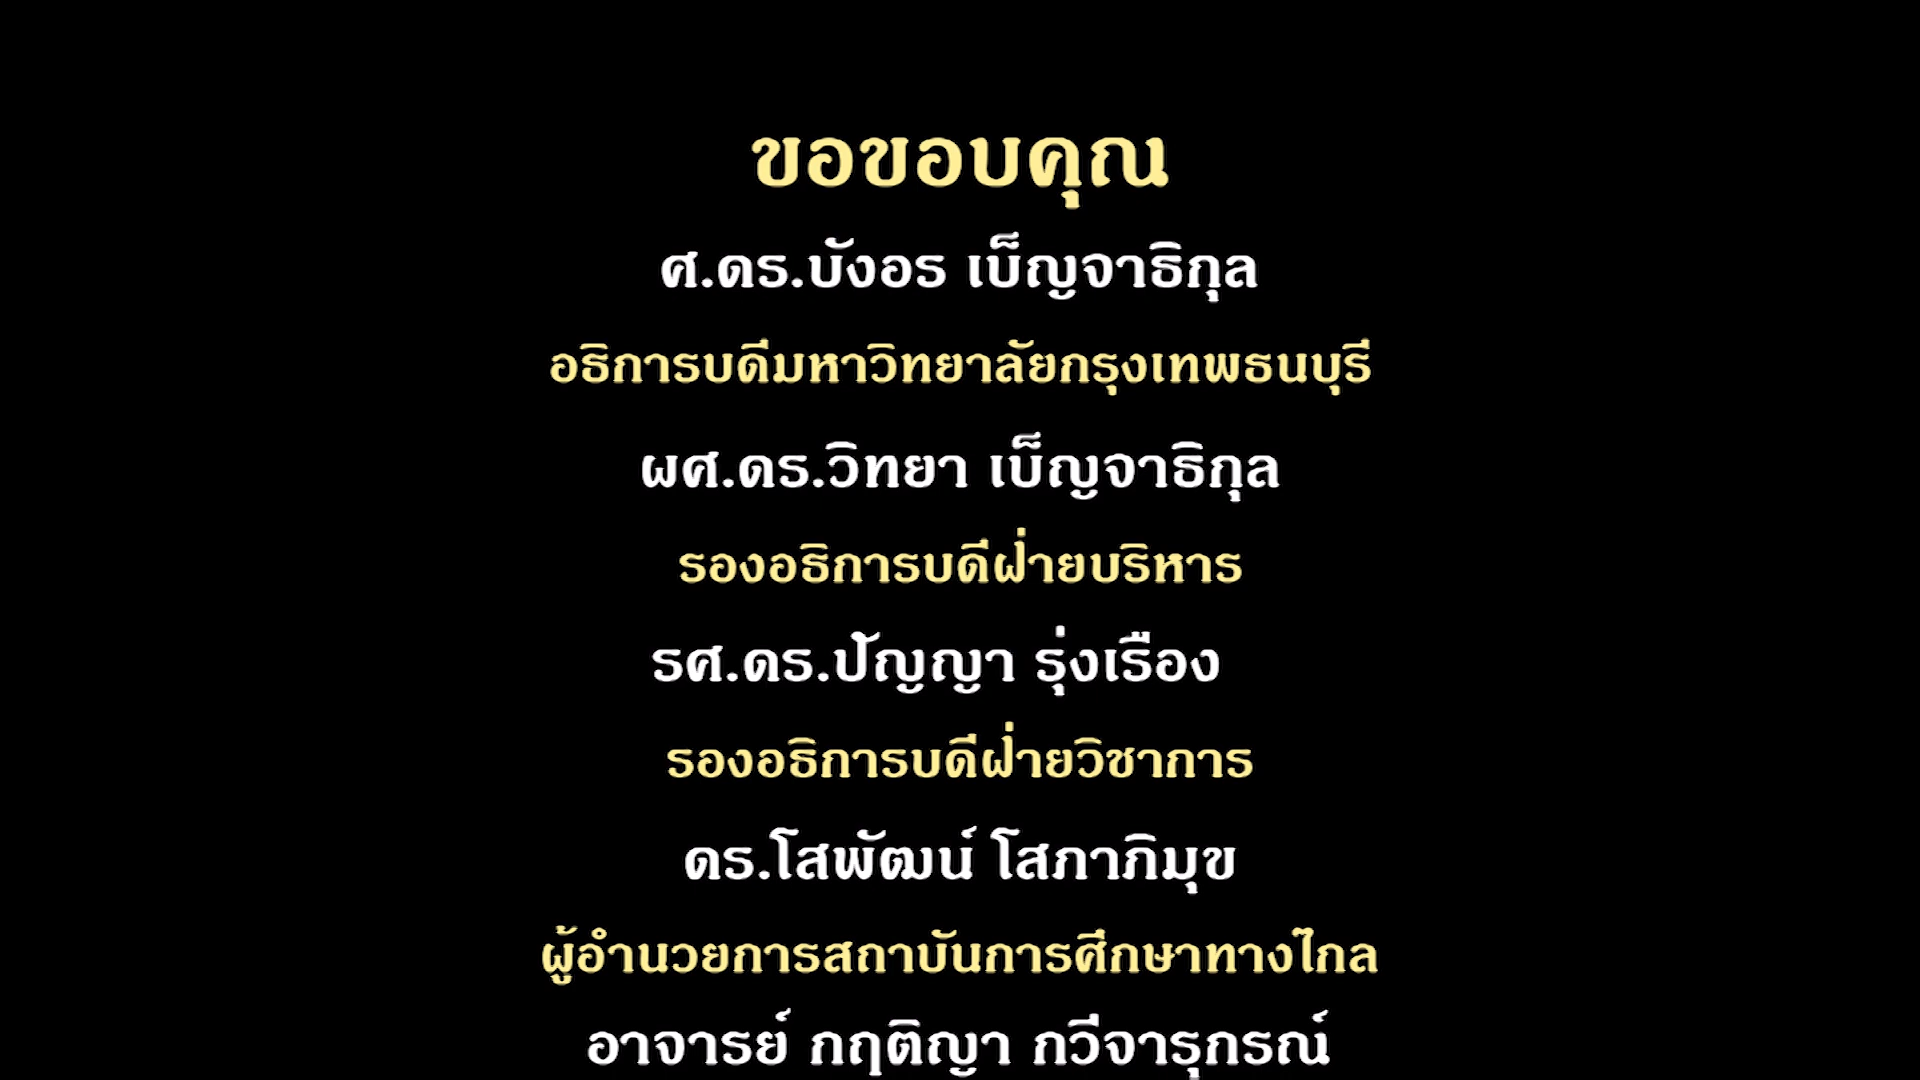 ขอขอบคุณ
ศ.ดร.บังอร เบ็ญจาธิกุล
อธิการบดีมหาวิทยาลัยกรุงเทพธนบุรี
ผศ.ดร.วิทยา เบ็ญจาธิกุล
รองอธิการบดีฝ่ายบริหาร
รศ.ดร.ปัญญา รุ่งเรือง
รองอธิการบดีฝ่ายวิชาการ
ดร.โสพัฒน์ โสภาภิมุข
ผู้อำนวยการสถาบันการศึกษาทางไกล
อาจารย์ กฤติญา กวีจารุกรณ์